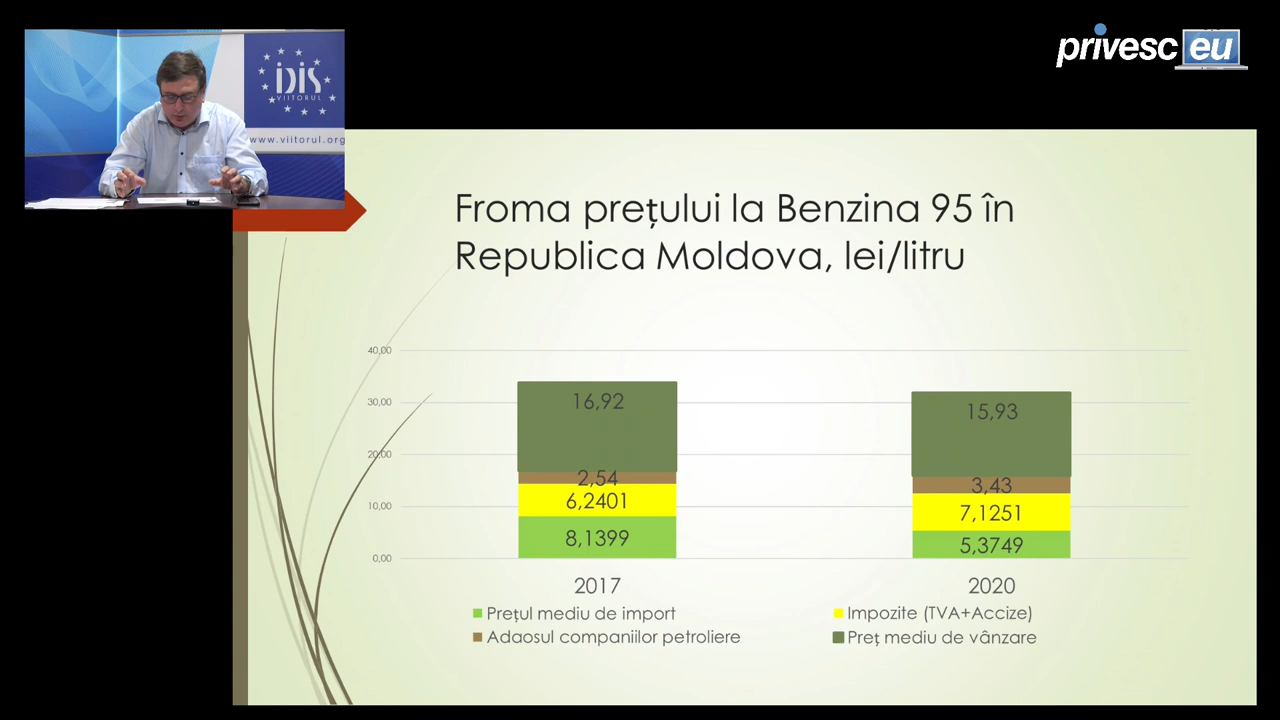 privesc eu
iDiS
VIITORUL
www.viitorul.org
Froma prețului la Benzina 95 în
Republica Moldova, lei/litru
40,00
30,00
20,00
10,00
0,00
16,92
2,54
6,2401
8,1399
15,93
3,43
7,1251
5,3749
2017
2020
Prețul mediu de import
Impozite (TVA+Accize)
Adaosul companiilor petroliere
Preț mediu de vânzare